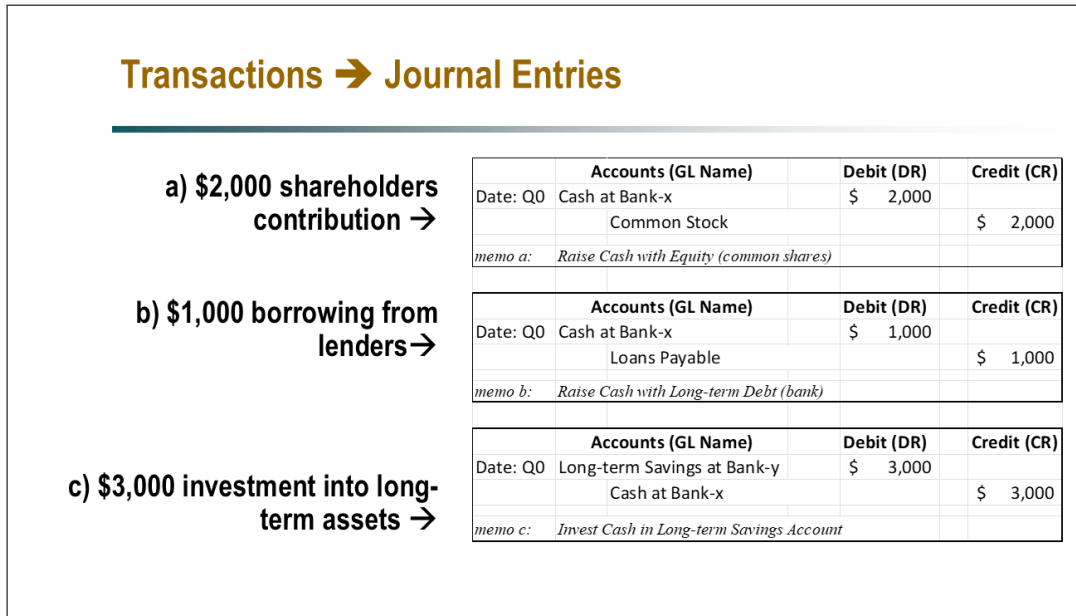 Transactions ➔ Journal Entries
a) $2,000 shareholders
contribution →
Accounts (GL Name) Debit (DR) Credit (CR)
Date: Q0 Cash at Bank-x $ 2,000
Common Stock $ 2,000
memo a: Raise Cash with Equity (common shares)
b) $1,000 borrowing from
lenders→
Accounts (GL Name) Debit (DR) Credit (CR)
Date: Q0 Cash at Bank-x $ 1,000
Loans Payable $ 1,000
memo b: Raise Cash with Long-term Debt (bank)
c) $3,000 investment into long-
term assets →
Accounts (GL Name) Debit (DR) Credit (CR)
Date: Q0 Long-term Savings at Bank-y $ 3,000
Cash at Bank-x $ 3,000
memo c: Invest Cash in Long-term Savings Account